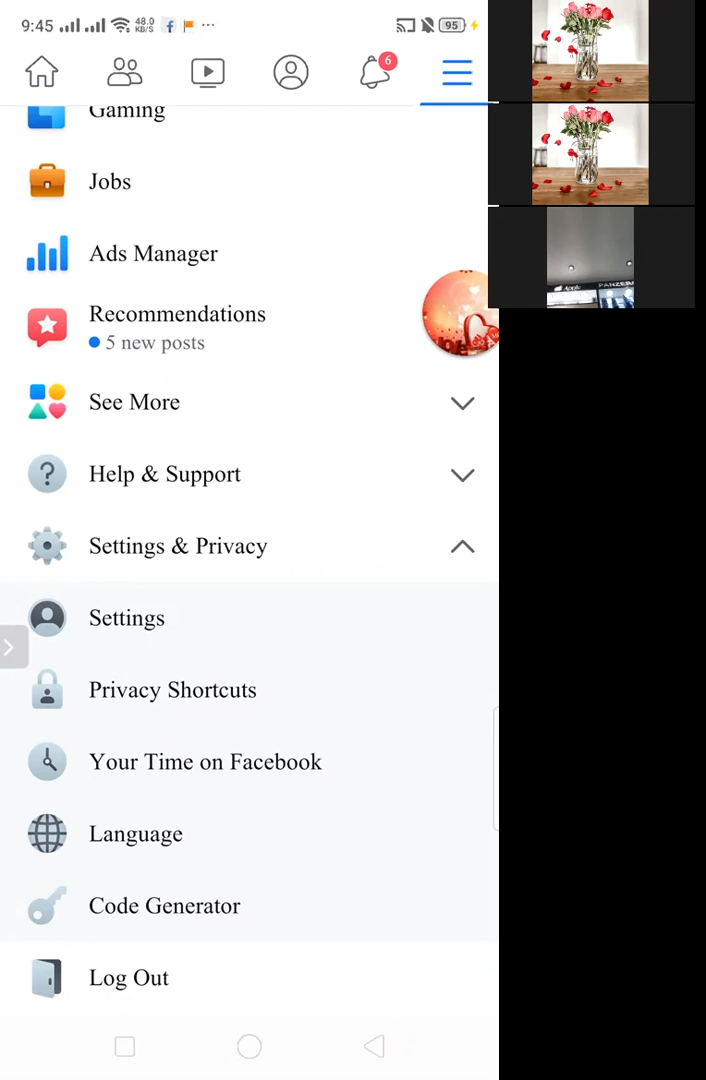 9:45 48.0 KB/S f ... 95
6
Gaming
Jobs
Ads Manager
Recommendations
5 new posts
See More
Help & Support
Settings & Privacy
Settings
Privacy Shortcuts
Your Time on Facebook
Language
Code Generator
Log Out
Apple